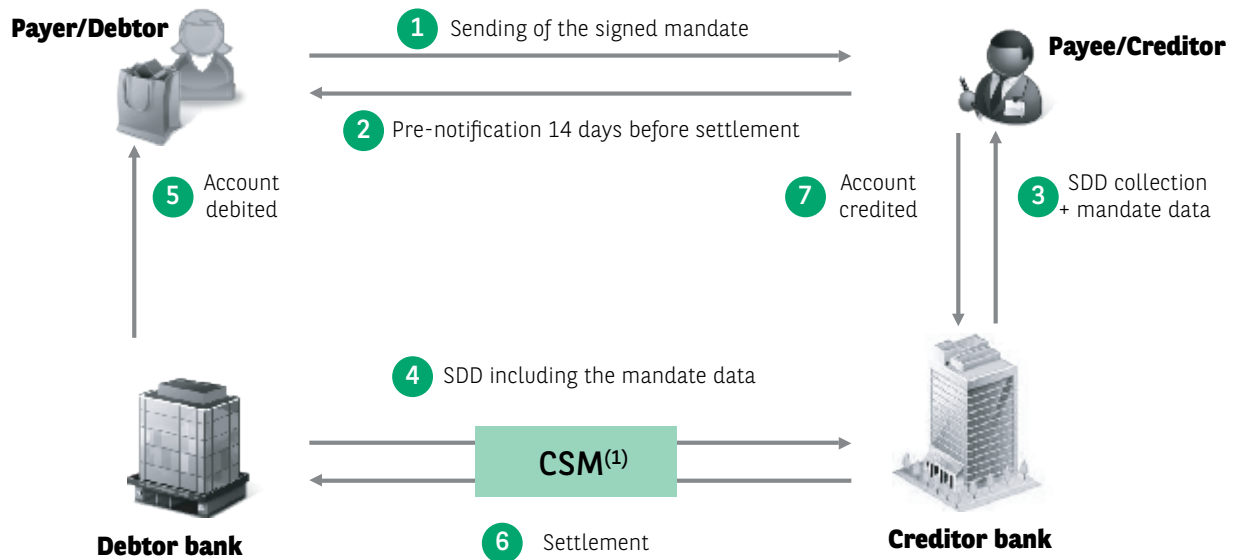 Payer/Debtor
1 Sending of the signed mandate
Payee/Creditor
2 Pre-notification 14 days before settlement
5 Account
debited
7 Account
credited
3 SDD collection
+ mandate data
4 SDD including the mandate data
CSM(1)
Debtor bank
6 Settlement
Creditor bank